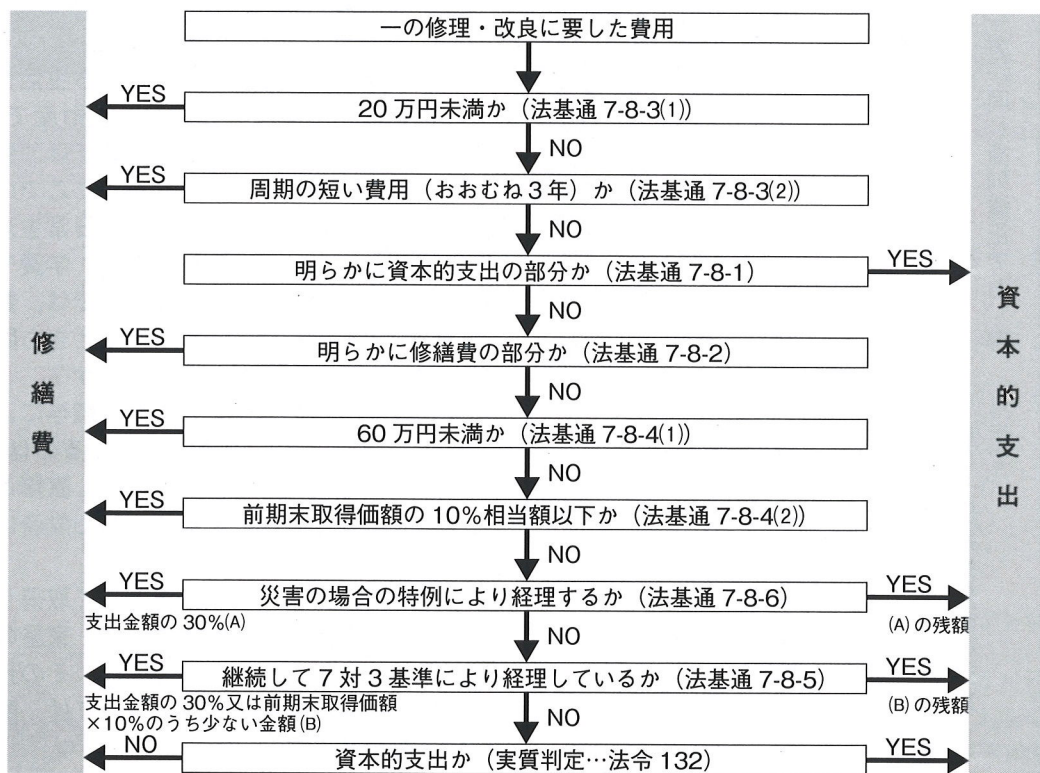 一の修理・改良に要した費用
YES
20万円未満か（法基通 7-8-3(1)）
NO
YES
周期の短い費用（おおむね3年）か（法基通 7-8-3(2)）
NO
明らかに資本的支出の部分か（法基通 7-8-1）
YES
NO
YES
明らかに修繕費の部分か（法基通 7-8-2）
NO
YES
60万円未満か（法基通 7-8-4(1)）
NO
YES
前期末取得価額の10%相当額以下か（法基通 7-8-4(2)）
NO
YES
災害の場合の特例により経理するか（法基通 7-8-6）
YES
支出金額の30%(A)
(A)の残額
NO
YES
継続して7対3基準により経理しているか（法基通 7-8-5）
YES
支出金額の30%又は前期末取得価額
×10%のうち少ない金額(B)
(B)の残額
NO
NO
資本的支出か（実質判定…法令132）
YES
修繕費
資本的支出